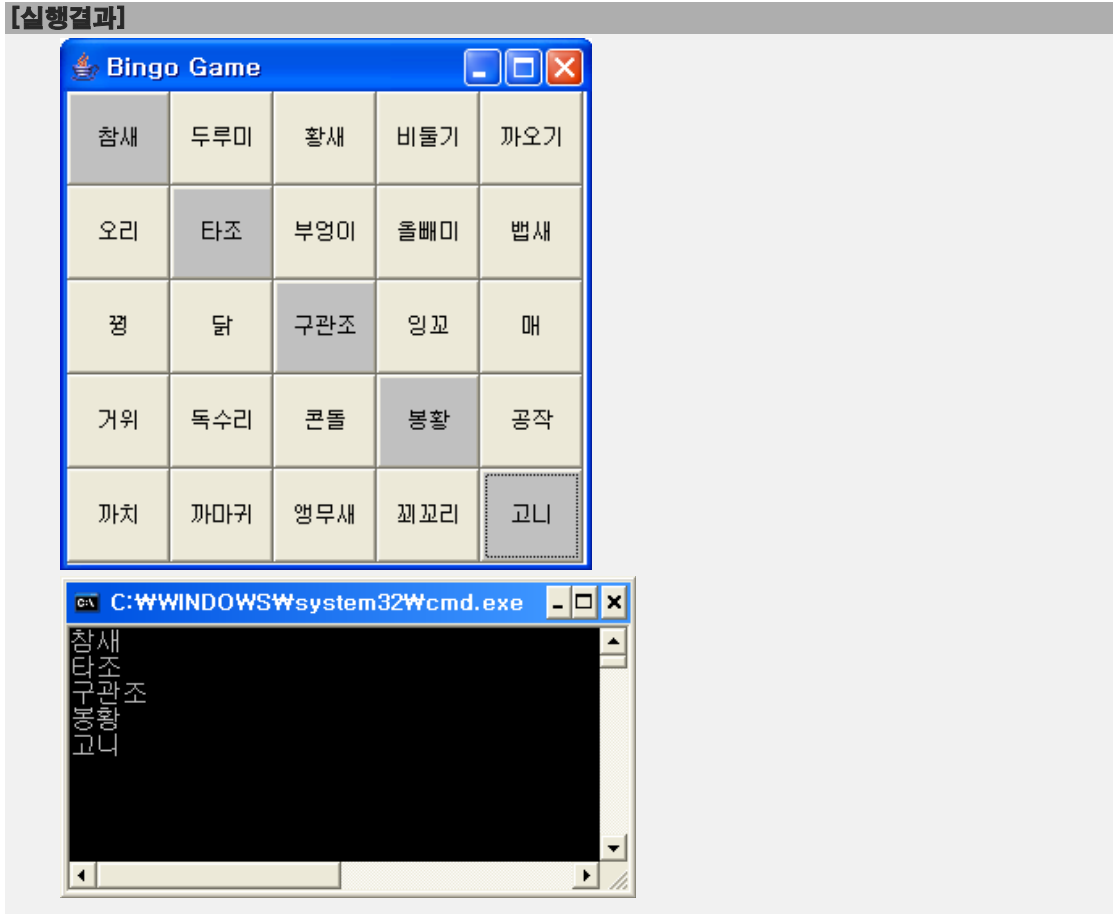 [실행결과]
Bingo Game
참새 두루미 황새 비둘기 까오기
오리 타조 부엉이 올빼미 뱁새
꿩 닭 구관조 잉꼬 매
거위 독수리 콘돌 봉황 공작
까치 까마귀 앵무새 꾀꼬리 고니
C:₩WINDOWS₩system32₩cmd.exe
참새
타조
구관조
봉황
고니